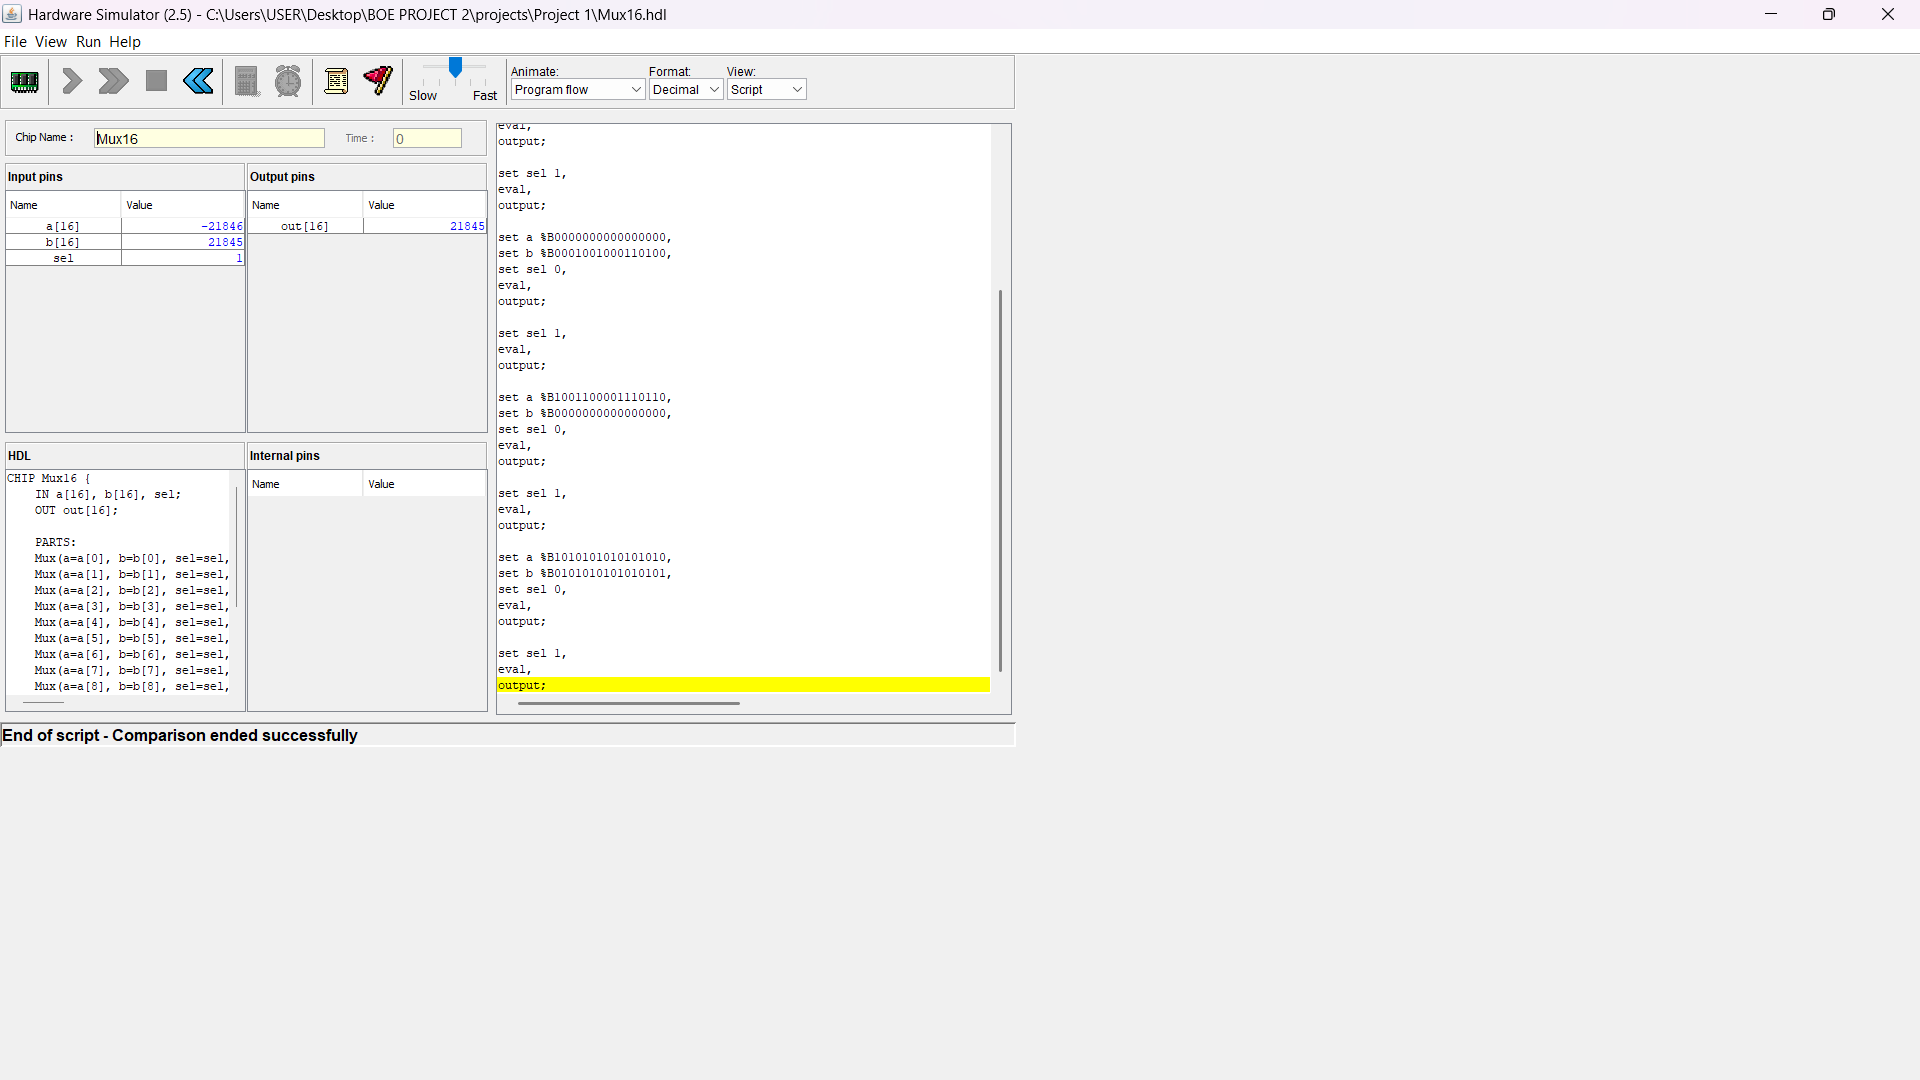 Hardware Simulator (2.5) - C:\Users\USER\Desktop\BOE PROJECT 2\projects\Project 1\Mux16.hdl
File View Run Help
Slow Fast
Animate: Format: View:
Program flow Decimal Script
Chip Name : Mux16 Time : 0
Input pins
Name Value
a[16] -21846
b[16] 21845
sel 1
Output pins
Name Value
out[16] 21845
HDL
CHIP Mux16 {
IN a[16], b[16], sel;
OUT out[16];
PARTS:
Mux(a=a[0], b=b[0], sel=sel,
Mux(a=a[1], b=b[1], sel=sel,
Mux(a=a[2], b=b[2], sel=sel,
Mux(a=a[3], b=b[3], sel=sel,
Mux(a=a[4], b=b[4], sel=sel,
Mux(a=a[5], b=b[5], sel=sel,
Mux(a=a[6], b=b[6], sel=sel,
Mux(a=a[7], b=b[7], sel=sel,
Mux(a=a[8], b=b[8], sel=sel,
Internal pins
Name Value
eval,
output;
set sel 1,
eval,
output;
set a %B0000000000000000,
set b %B0001001000110100,
set sel 0,
eval,
output;
set sel 1,
eval,
output;
set a %B1001100001110110,
set b %B0000000000000000,
set sel 0,
eval,
output;
set sel 1,
eval,
output;
set a %B1010101010101010,
set b %B0101010101010101,
set sel 0,
eval,
output;
set sel 1,
eval,
output;
End of script - Comparison ended successfully